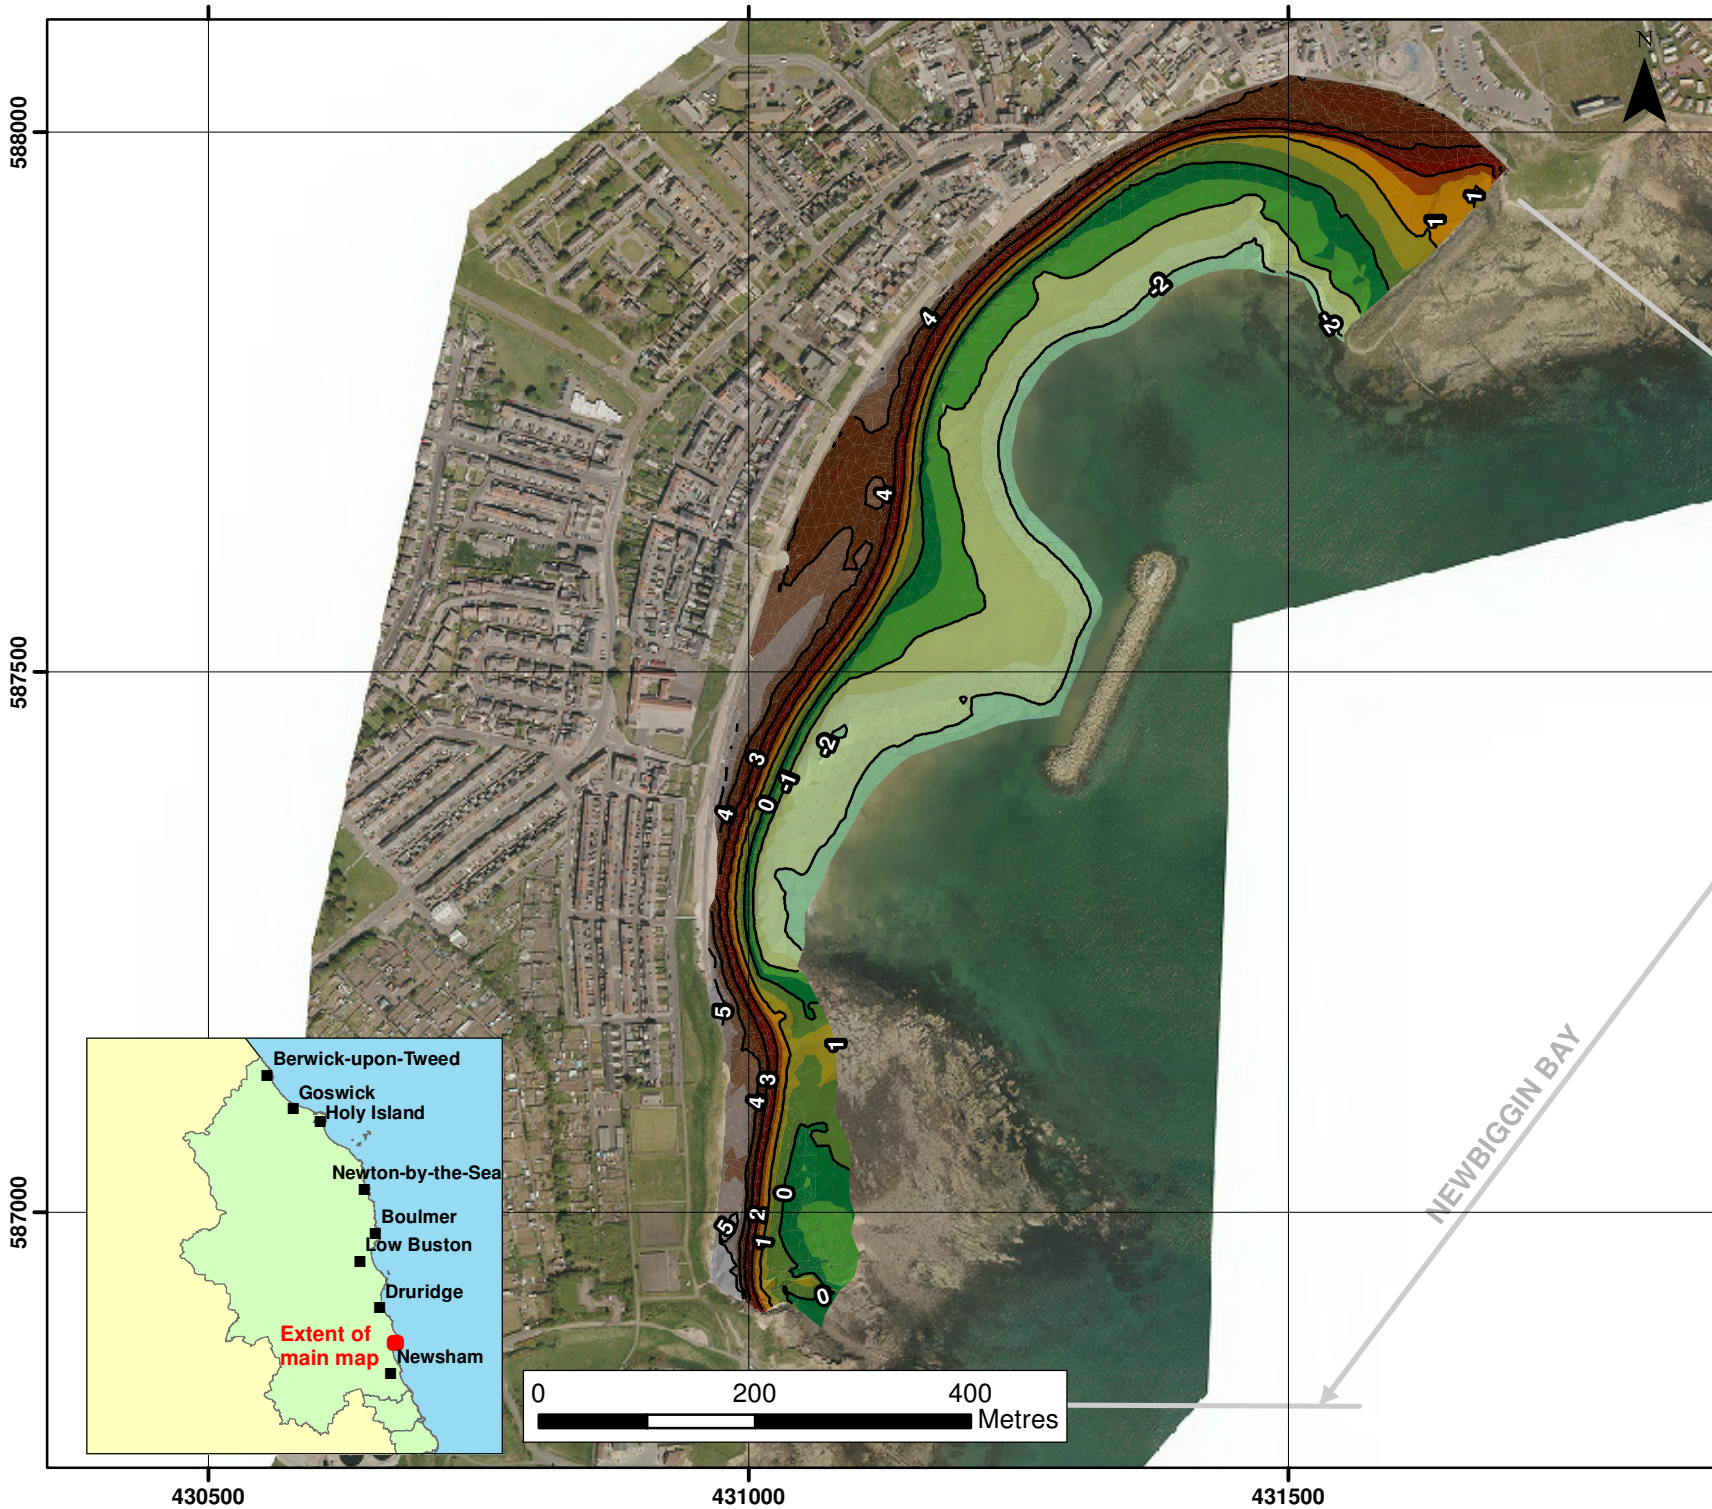 N
588000
1
1
-2
-2
4
4
587500
-2
3
-1
0
4
5
1
3
4
0
2
5
1
0
587000
NEWBIGGIN BAY
Berwick-upon-Tweed
Goswick
Holy Island
Newton-by-the-Sea
Boulmer
Low Buston
Druridge
Extent of
main map
Newsham
0 200 400
Metres
430500 431000 431500